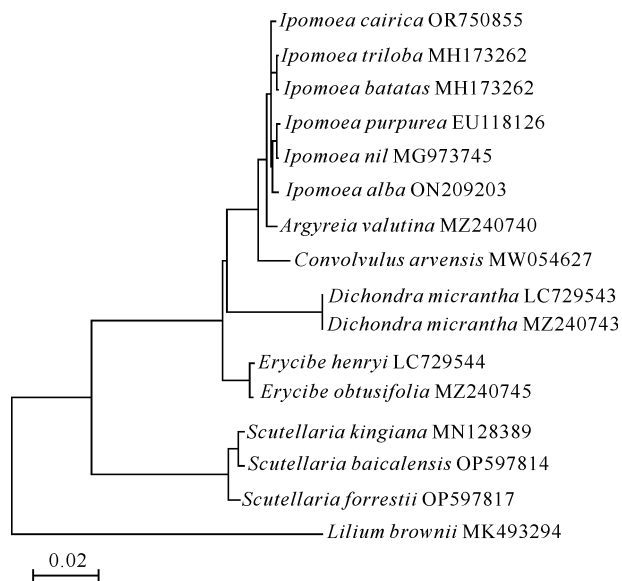 Ipomoea cairica OR750855
Ipomoea triloba MH173262
Ipomoea batatas MH173262
Ipomoea purpurea EU118126
Ipomoea nil MG973745
Ipomoea alba ON209203
Argyreia valutina MZ240740
Convolvulus arvensis MW054627
Dichondra micrantha LC729543
Dichondra micrantha MZ240743
Erycibe henryi LC729544
Erycibe obtusifolia MZ240745
Scutellaria kingiana MN128389
Scutellaria baicalensis OP597814
Scutellaria forrestii OP597817
Lilium brownii MK493294
0.02